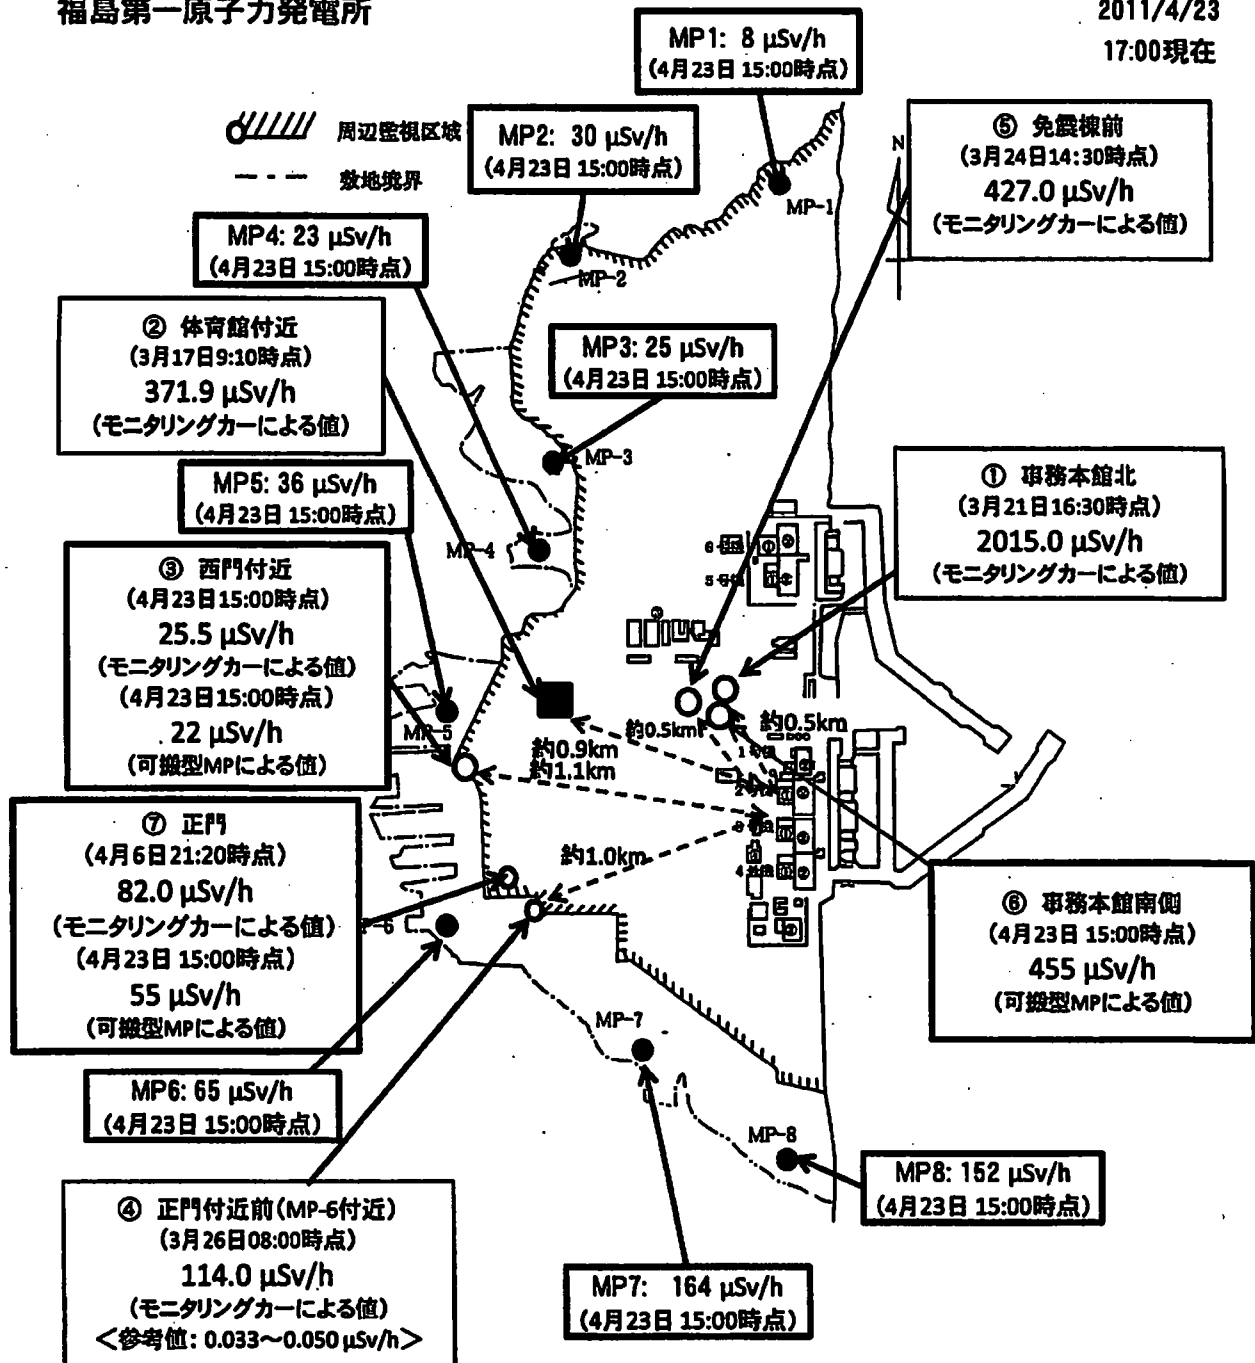 福島第一原子力発電所
2011/4/23
17:00現在
周辺監視区域
敷地境界
N
MP1: 8 μSv/h
(4月23日 15:00時点)
MP2: 30 μSv/h
(4月23日 15:00時点)
⑤ 免震棟前
(3月24日14:30時点)
427.0 μSv/h
(モニタリングカーによる値)
MP-1
MP4: 23 μSv/h
(4月23日 15:00時点)
MP-2
② 体育館付近
(3月17日9:10時点)
371.9 μSv/h
(モニタリングカーによる値)
MP3: 25 μSv/h
(4月23日 15:00時点)
MP-3
MP5: 36 μSv/h
(4月23日 15:00時点)
① 事務本館北
(3月21日16:30時点)
2015.0 μSv/h
(モニタリングカーによる値)
MP-4
③ 西門付近
(4月23日15:00時点)
25.5 μSv/h
(モニタリングカーによる値)
(4月23日15:00時点)
22 μSv/h
(可搬型MPによる値)
MP-5
約0.5km
約0.5km
約0.9km
約1.1km
約1.0km
⑦ 正門
(4月6日21:20時点)
82.0 μSv/h
(モニタリングカーによる値)
(4月23日 15:00時点)
55 μSv/h
(可搬型MPによる値)
P-6
⑥ 事務本館南側
(4月23日 15:00時点)
455 μSv/h
(可搬型MPによる値)
MP-7
MP6: 65 μSv/h
(4月23日 15:00時点)
MP-8
MP8: 152 μSv/h
(4月23日 15:00時点)
④ 正門付近前(MP-6付近)
(3月26日08:00時点)
114.0 μSv/h
(モニタリングカーによる値)
<参考値: 0.033~0.050 μSv/h>
MP7: 164 μSv/h
(4月23日 15:00時点)